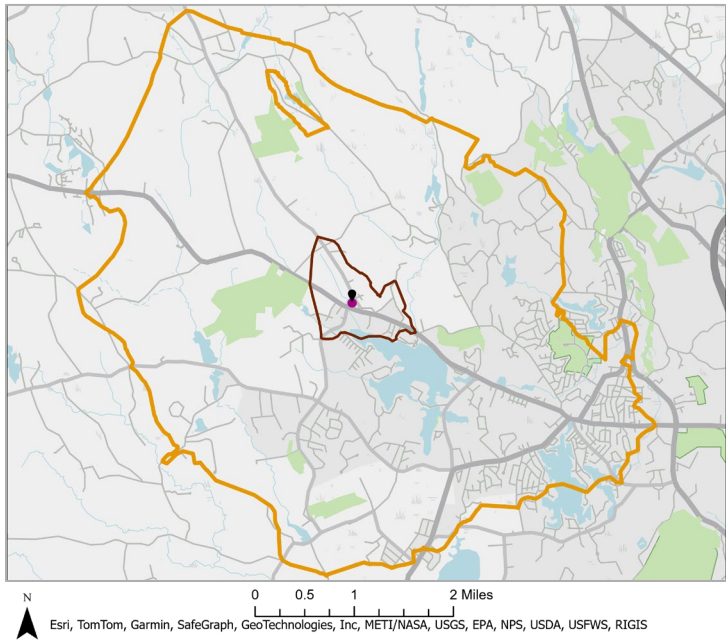 N
0 0.5 1 2 Miles
Esri, TomTom, Garmin, SafeGraph, GeoTechnologies, Inc, METI/NASA, USGS, EPA, NPS, USDA, USFWS, RIGIS